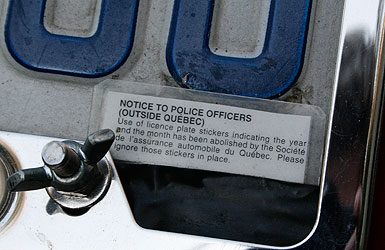 NOTICE TO POLICE OFFICERS
(OUTSIDE QUEBEC)
Use of licence plate stickers indicating the year
and the month has been abolished by the Société
de l'assurance automobile du Québec. Please
ignore those stickers in place.